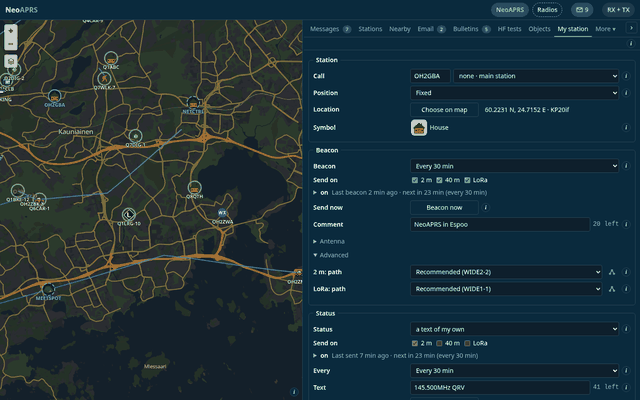 NeoAPRS
NeoAPRS
Radios
9
RX + TX
Messages 7
Stations
Nearby
Email 2
Bulletins 5
HF tests
Objects
My station
More
Station
Call
OH2GBA
none · main station
Position
Fixed
Location
Choose on map
60.2231 N, 24.7152 E · KP20if
Symbol
House
Beacon
Beacon
Every 30 min
Send on
2 m
40 m
LoRa
on Last beacon 2 min ago · next in 23 min (every 30 min)
Send now
Beacon now
Comment
NeoAPRS in Espoo
20 left
Antenna
Advanced
2 m: path
Recommended (WIDE2-2)
LoRa: path
Recommended (WIDE1-1)
Status
Status
a text of my own
Send on
2 m
40 m
LoRa
on Last sent 7 min ago · next in 23 min (every 30 min)
Every
Every 30 min
Text
145.500MHz QRV
41 left
Q1ABC
OH2GBA
Kauniainen
L
WX
OH2ZWA
MEETSPOT
Messari